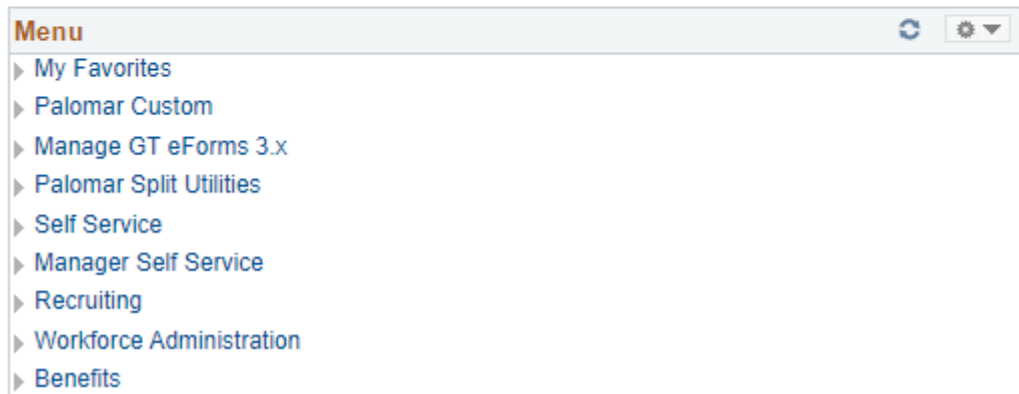 Menu
My Favorites
Palomar Custom
Manage GT eForms 3.x
Palomar Split Utilities
Self Service
Manager Self Service
Recruiting
Workforce Administration
Benefits